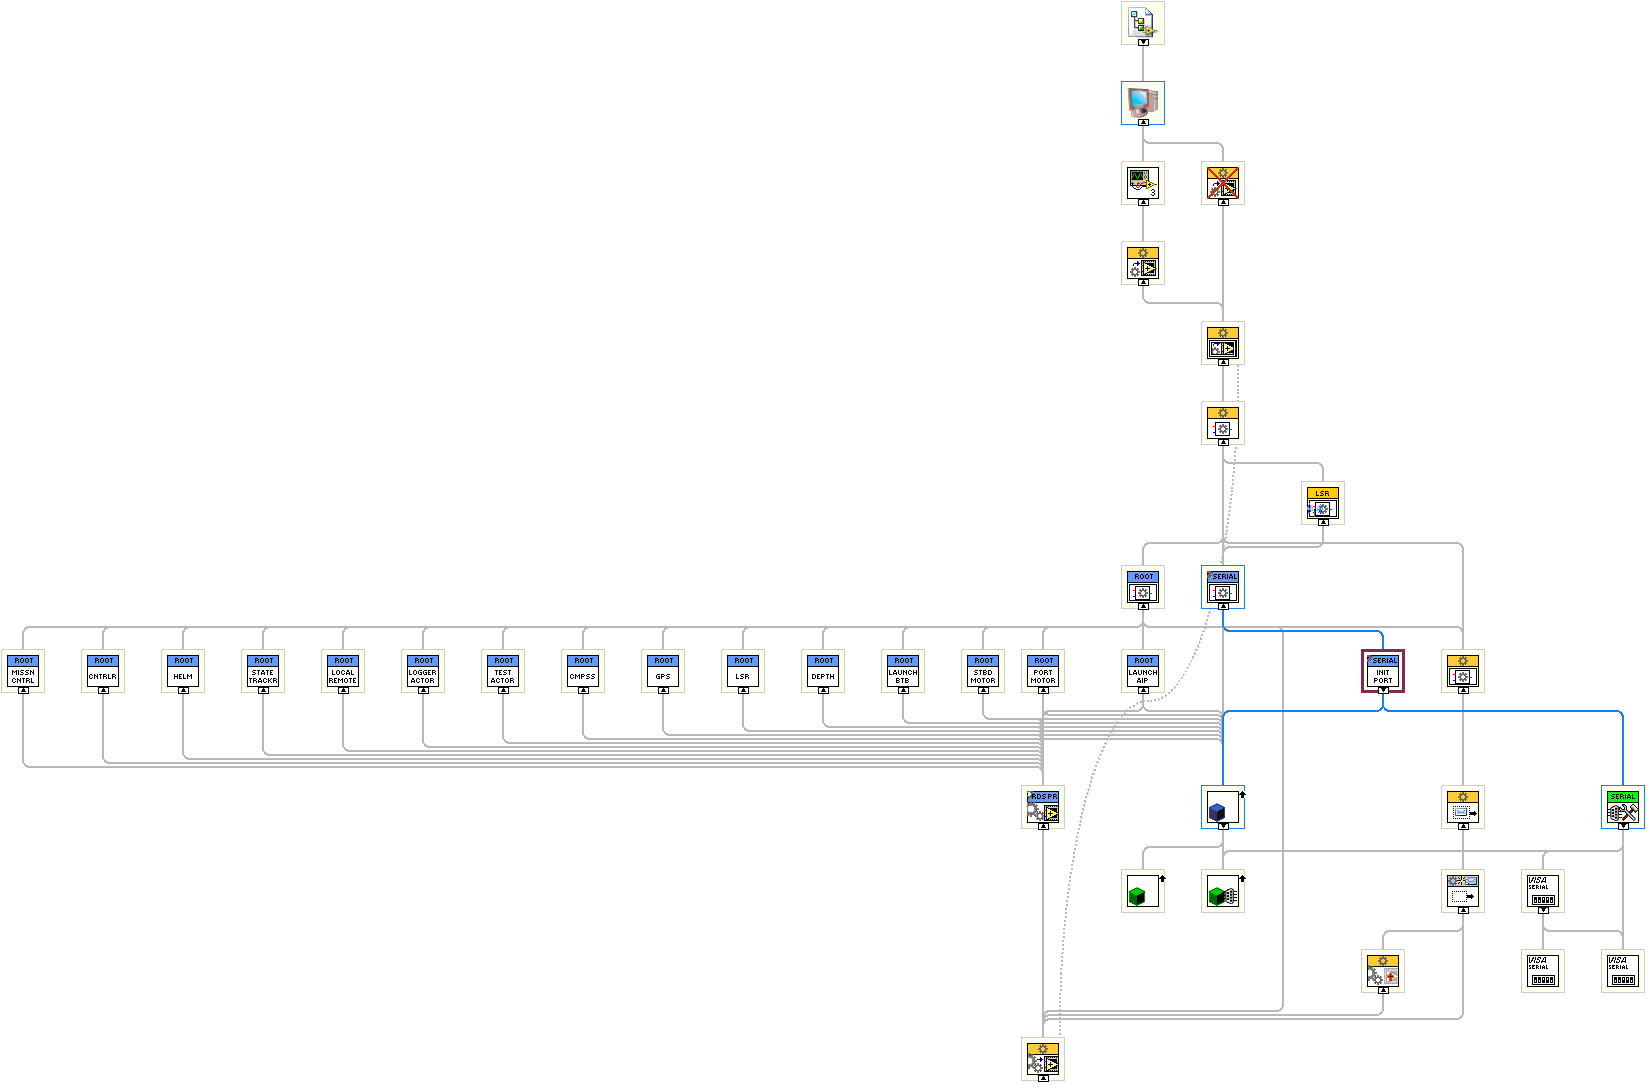 3
LSR
ROOT
SERIAL
ROOT
MISSN
CNTRL
ROOT
CNTRLR
ROOT
HELM
ROOT
STATE
TRACKR
ROOT
LOCAL
REMOTE
ROOT
LOGGER
ACTOR
ROOT
TEST
ACTOR
ROOT
CMPSS
ROOT
GPS
ROOT
LSR
ROOT
DEPTH
ROOT
LAUNCH
BTB
ROOT
STBD
MOTOR
ROOT
PORT
MOTOR
ROOT
LAUNCH
AIP
SERIAL
INIT
PORT
RDSPR
SERIAL
VISA
SERIAL
VISA
SERIAL
VISA
SERIAL